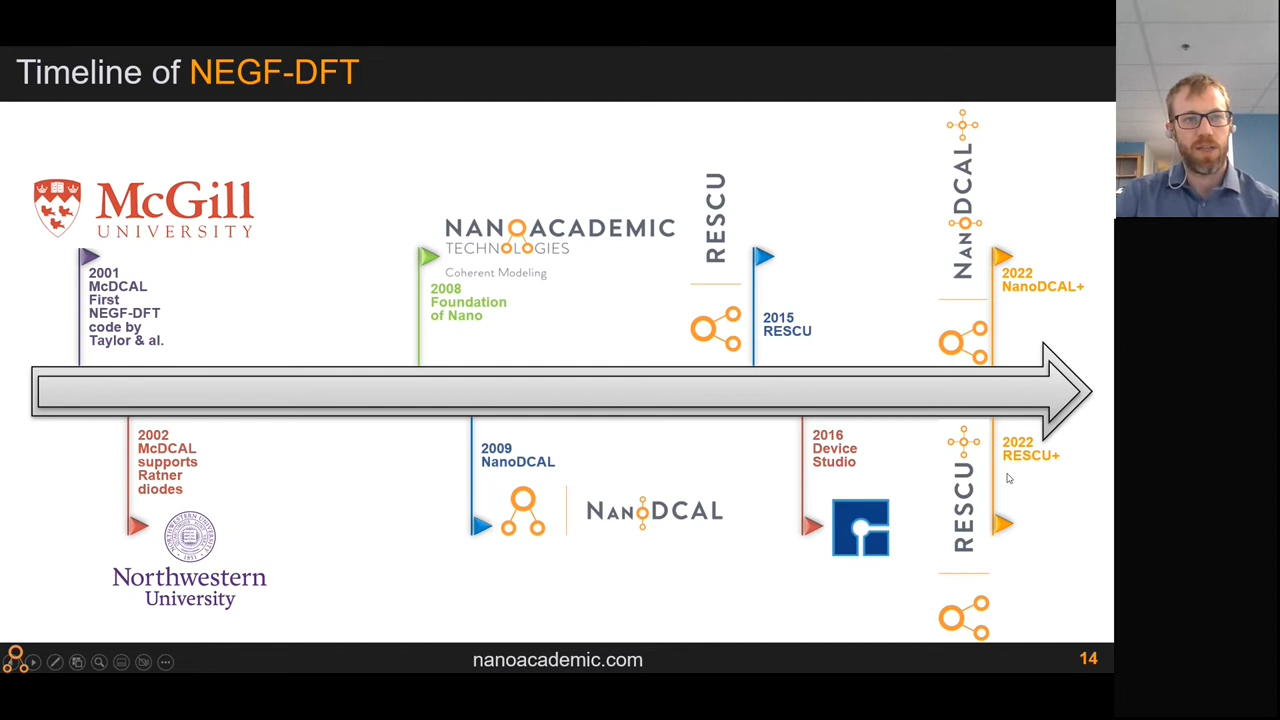 Timeline of NEGF-DFT
McGill
UNIVERSITY
2001
McDCAL
First
NEGF-DFT
code by
Taylor & al.
NANOACADEMIC
TECHNOLOGIES
Coherent Modeling
2008
Foundation
of Nano
RESCU
2015
RESCU
NANODCAL+
2022
NanoDCAL+
2002
McDCAL
supports
Ratner
diodes
Northwestern
University
2009
NanoDCAL
NANODCAL
2016
Device
Studio
RESCU+
2022
RESCU+
nanoacademic.com
14